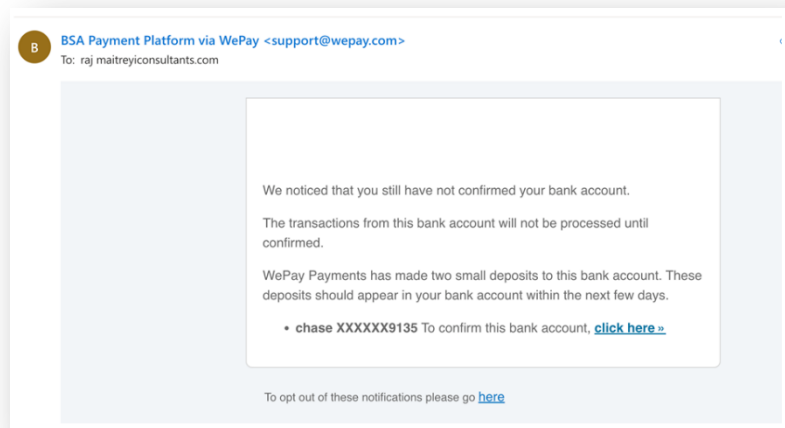 B
BSA Payment Platform via WePay <support@wepay.com>
To: raj maitreyiconsultants.com
We noticed that you still have not confirmed your bank account.
The transactions from this bank account will not be processed until
confirmed.
WePay Payments has made two small deposits to this bank account. These
deposits should appear in your bank account within the next few days.
• chase XXXXXX9135 To confirm this bank account, click here »
To opt out of these notifications please go here